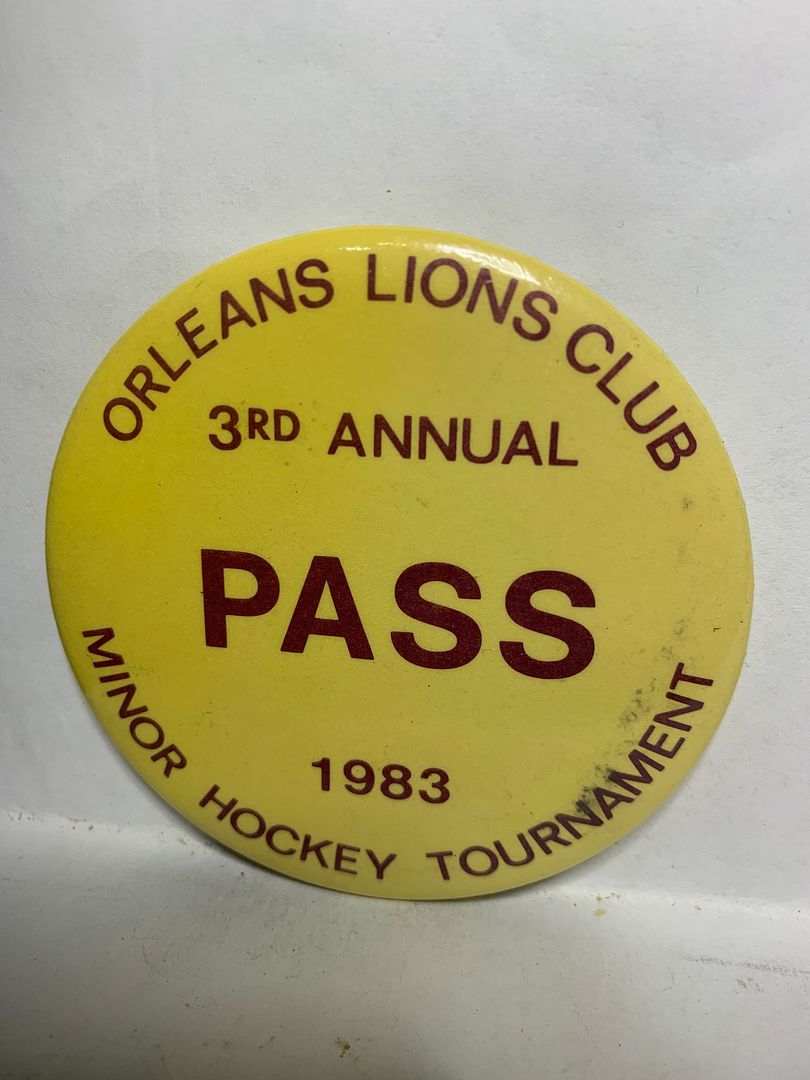 ORLEANS LIONS CLUB
3RD ANNUAL
PASS
1983
MINOR HOCKEY TOURNAMENT